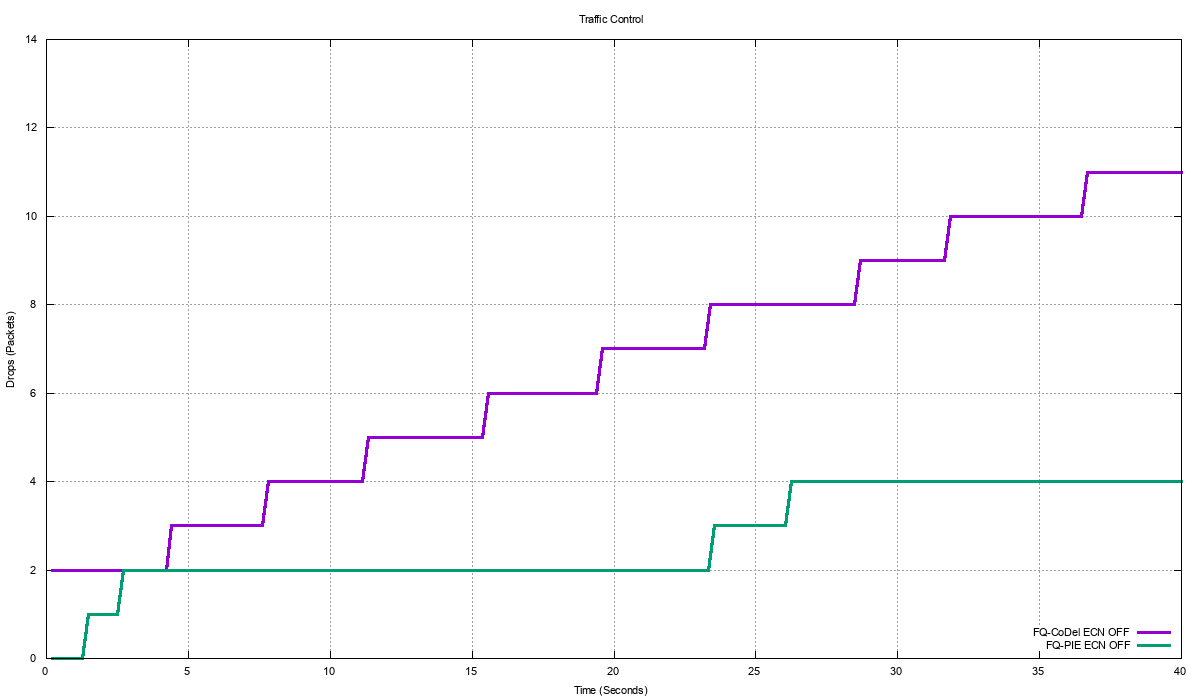 Traffic Control
14
12
10
8
6
4
2
0
Drops (Packets)
0 5 10 15 20 25 30 35 40
Time (Seconds)
FQ-CoDel ECN OFF
FQ-PIE ECN OFF